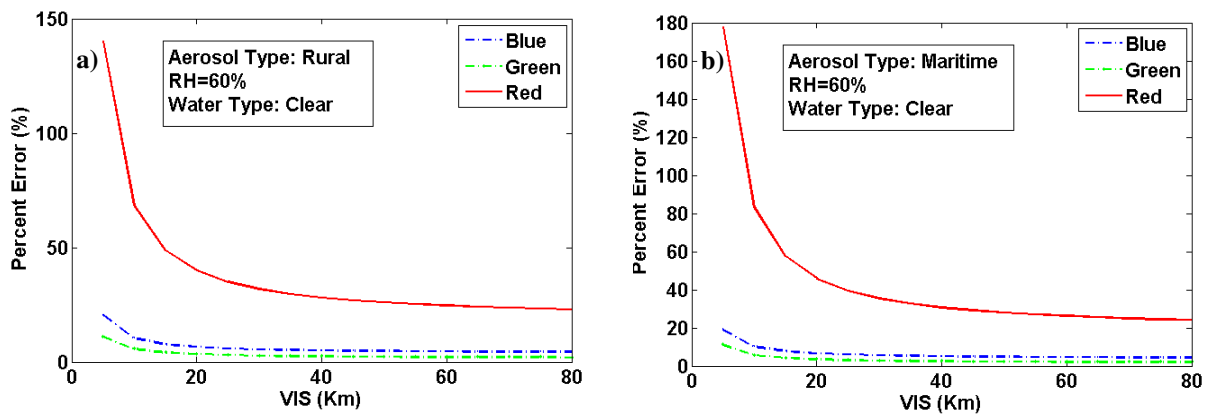 a)
Aerosol Type: Rural
RH=60%
Water Type: Clear
Blue
Green
Red
Percent Error (%)
150
100
50
0
0 20 40 60 80
VIS (Km)
b)
Aerosol Type: Maritime
RH=60%
Water Type: Clear
Blue
Green
Red
Percent Error (%)
180
160
140
120
100
80
60
40
20
0
0 20 40 60 80
VIS (Km)